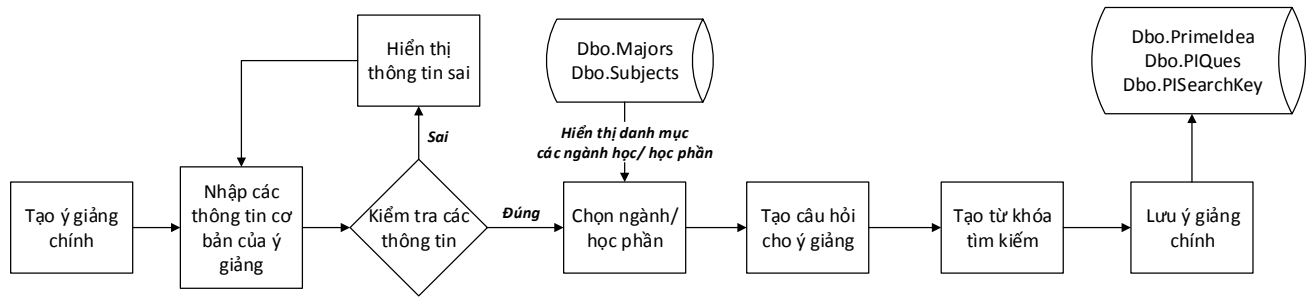 Hiển thị
thông tin sai
Dbo.Majors
Dbo.Subjects
Dbo.PrimeIdea
Dbo.PIQues
Dbo.PISearchKey
Sai
Hiển thị danh mục
các ngành học/ học phần
Tạo ý giảng
chính
Nhập các
thông tin cơ
bản của ý
giảng
Kiểm tra các
thông tin
Đúng
Chọn ngành/
học phần
Tạo câu hỏi
cho ý giảng
Tạo từ khóa
tìm kiếm
Lưu ý giảng
chính